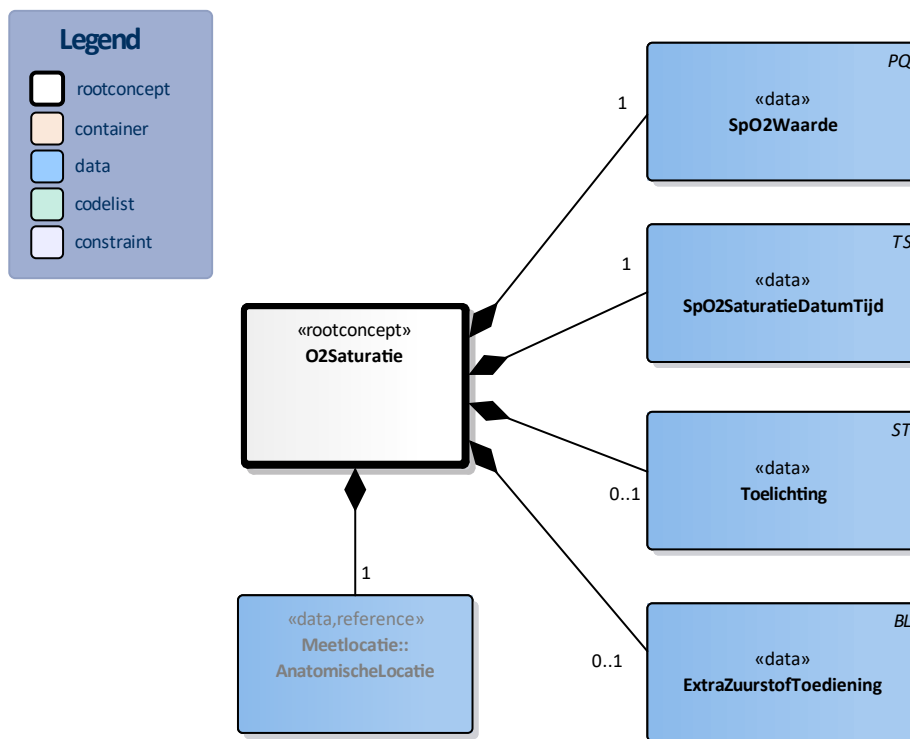 Legend
rootconcept
container
data
codelist
constraint
PQ
«data»
SpO2Waarde
1
TS
«data»
SpO2SaturatieDatumTijd
1
«rootconcept»
O2Saturatie
ST
«data»
Toelichting
0..1
1
«data,reference»
Meetlocatie::
AnatomischeLocatie
BL
«data»
ExtraZuurstofToediening
0..1